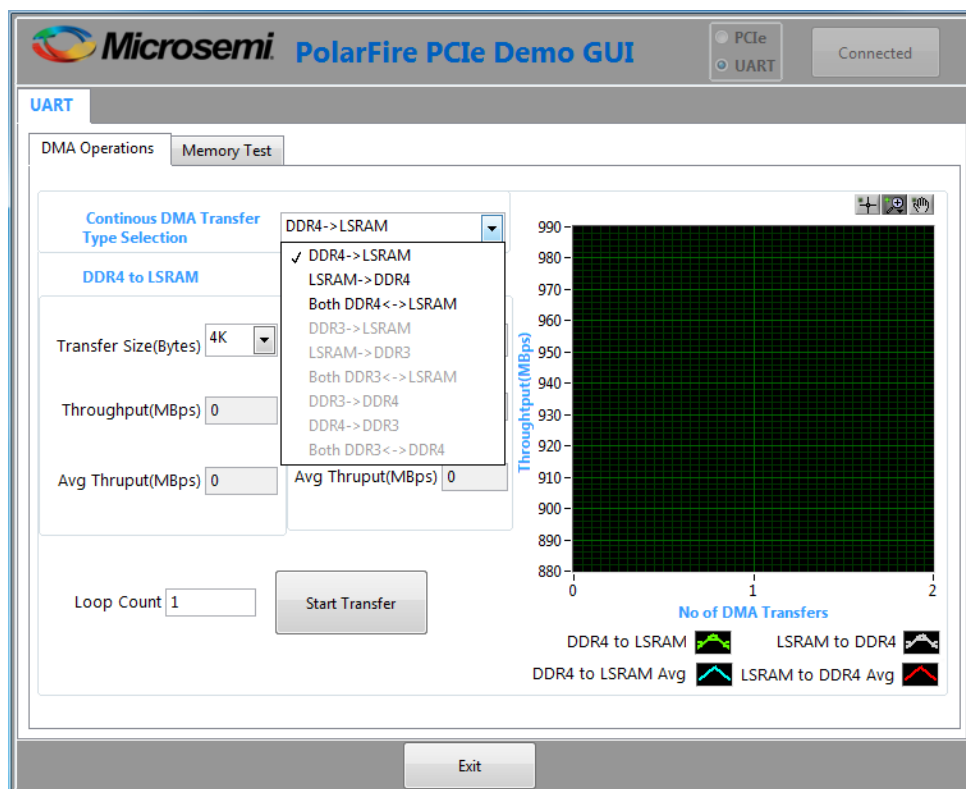 Microsemi.
PolarFire PCIe Demo GUI
PCIe
UART
Connected
UART
DMA Operations
Memory Test
Continous DMA Transfer
Type Selection
DDR4->LSRAM
✓ DDR4->LSRAM
LSRAM->DDR4
Both DDR4<->LSRAM
DDR3->LSRAM
LSRAM->DDR3
Both DDR3<->LSRAM
DDR3->DDR4
DDR4->DDR3
Both DDR3<->DDR4
DDR4 to LSRAM
Transfer Size(Bytes) 4K
Throughput(MBps) 0
Avg Thruput(MBps) 0
Avg Thruput(MBps) 0
Loop Count 1
Start Transfer
Throughtput(MBps)
990
980
970
960
950
940
930
920
910
900
890
880
0 1 2
No of DMA Transfers
DDR4 to LSRAM
LSRAM to DDR4
DDR4 to LSRAM Avg
LSRAM to DDR4 Avg
Exit